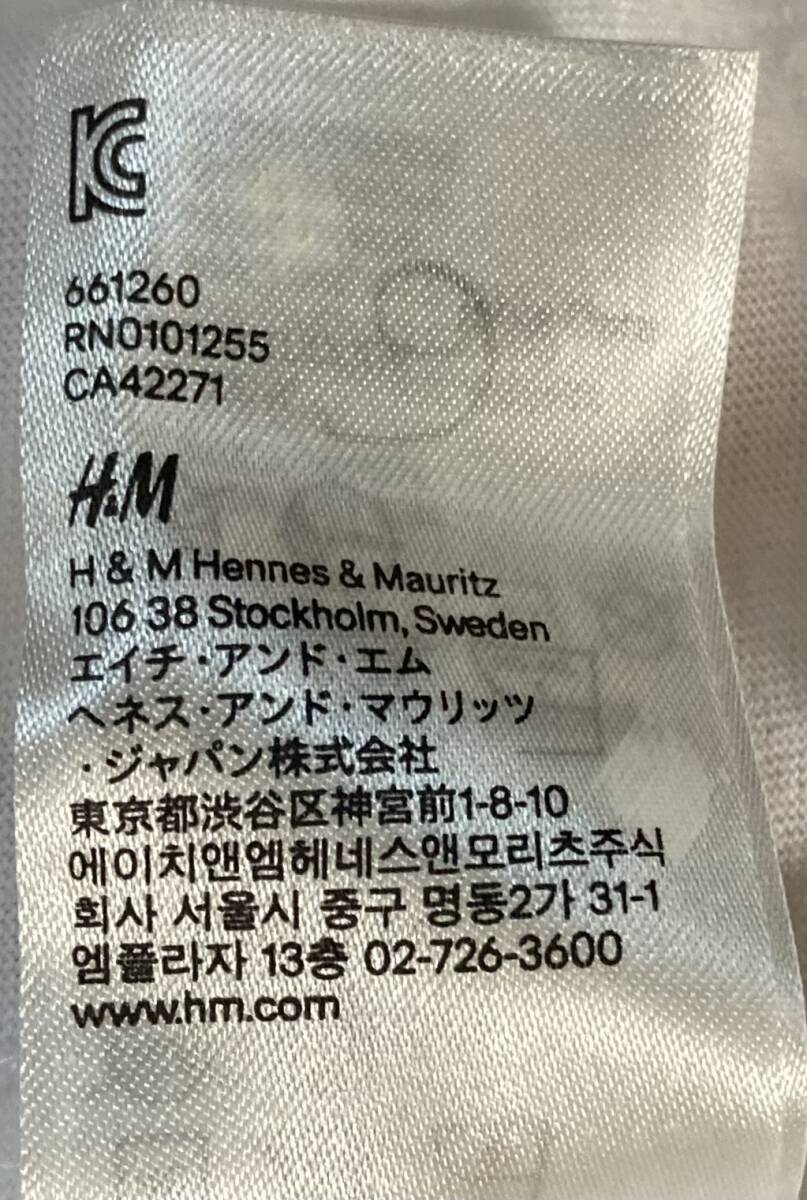 KC
661260
RN0101255
CA42271
H&M
H & M Hennes & Mauritz
106 38 Stockholm, Sweden
エイチ・アンド・エム
ヘネス・アンド・マウリッツ
・ジャパン株式会社
東京都渋谷区神宮前1-8-10
에이치앤엠헤네스앤모리츠주식
회사 서울시 중구 명동2가 31-1
엠플라자 13층 02-726-3600
www.hm.com